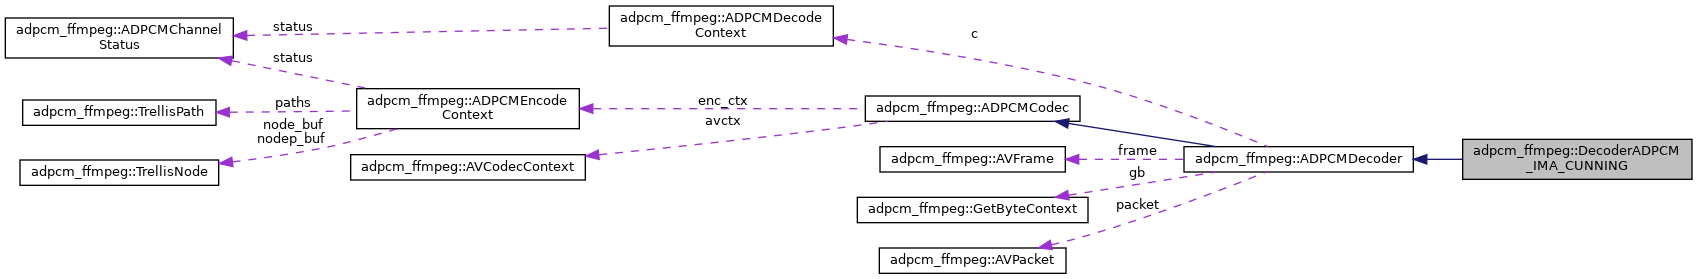 adpcm_ffmpeg::ADPCMChannel
Status
status
status
adpcm_ffmpeg::ADPCMDecode
Context
c
adpcm_ffmpeg::TrellisPath
paths
adpcm_ffmpeg::ADPCMEncode
Context
node_buf
nodep_buf
adpcm_ffmpeg::TrellisNode
enc_ctx
avctx
adpcm_ffmpeg::ADPCMCodec
adpcm_ffmpeg::AVCodecContext
adpcm_ffmpeg::AVFrame
frame
gb
adpcm_ffmpeg::GetByteContext
packet
adpcm_ffmpeg::AVPacket
adpcm_ffmpeg::ADPCMDecoder
adpcm_ffmpeg::DecoderADPCM
_IMA_CUNNING